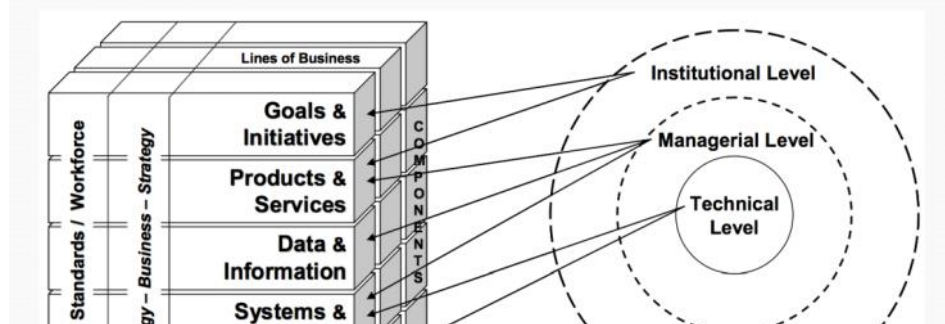 Lines of Business
Goals &
Initiatives
Products &
Services
Data &
Information
Systems &
Standards / Workforce
– Business – Strategy
COMPONENTS
Institutional Level
Managerial Level
Technical
Level